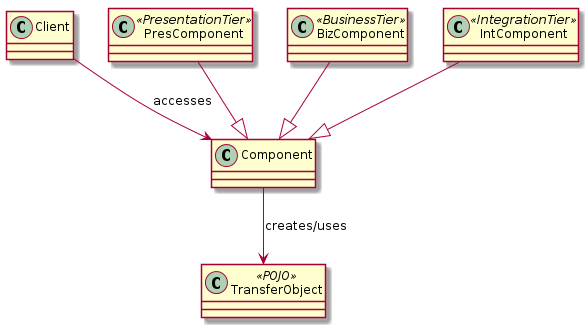 C Client
C «PresentationTier»
PresComponent
C «BusinessTier»
BizComponent
C «IntegrationTier»
IntComponent
accesses
C Component
creates/uses
C «POJO»
TransferObject